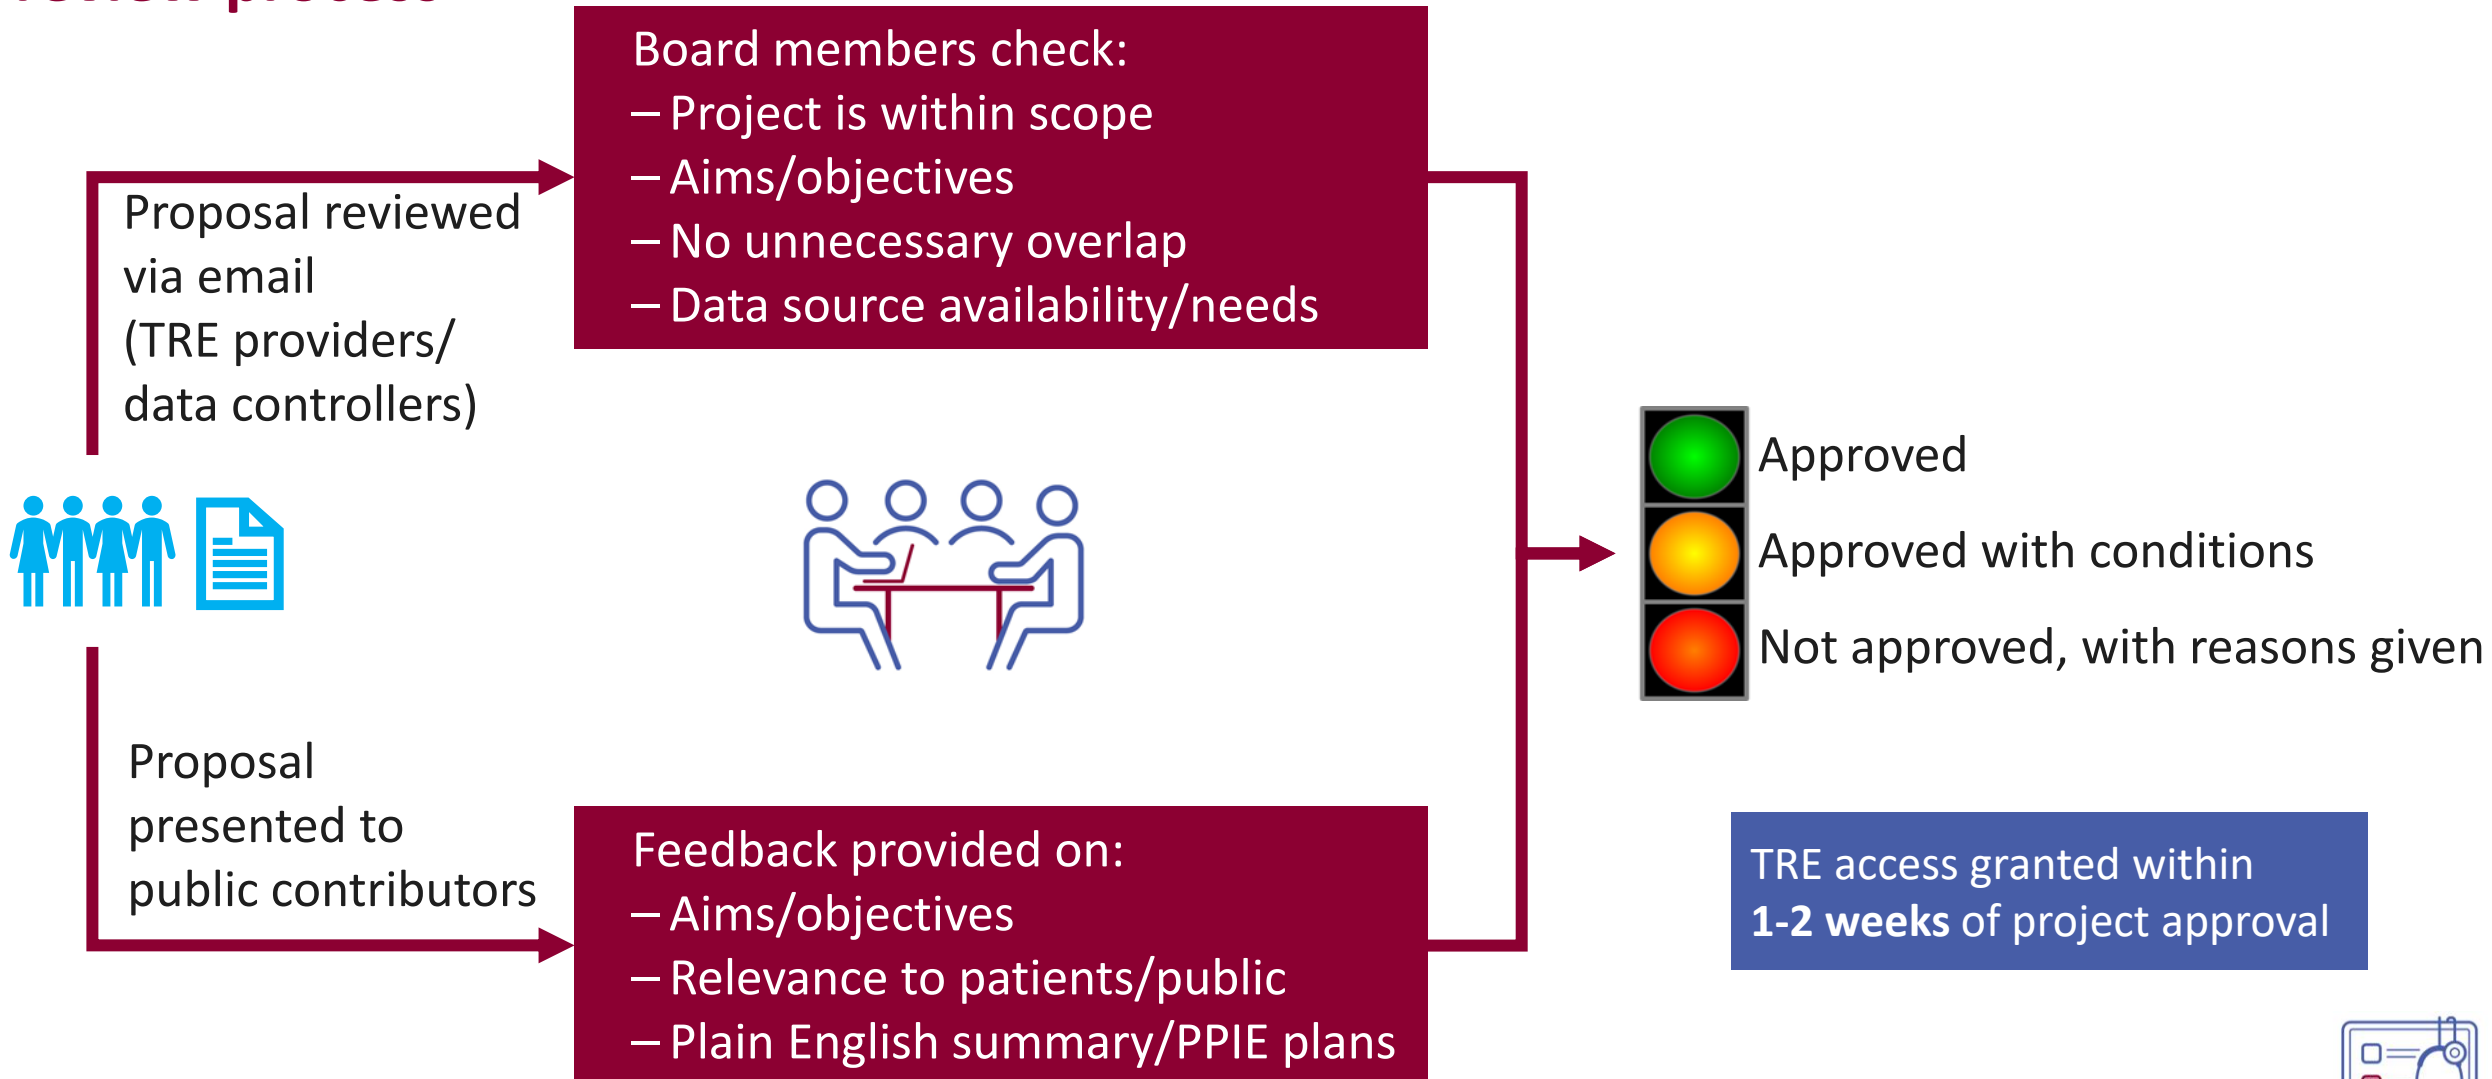 review process
Board members check:
– Project is within scope
– Aims/objectives
– No unnecessary overlap
– Data source availability/needs
Proposal reviewed
via email
(TRE providers/
data controllers)
Approved
Approved with conditions
Not approved, with reasons given
Proposal
presented to
public contributors
Feedback provided on:
– Aims/objectives
– Relevance to patients/public
– Plain English summary/PPIE plans
TRE access granted within
1-2 weeks of project approval